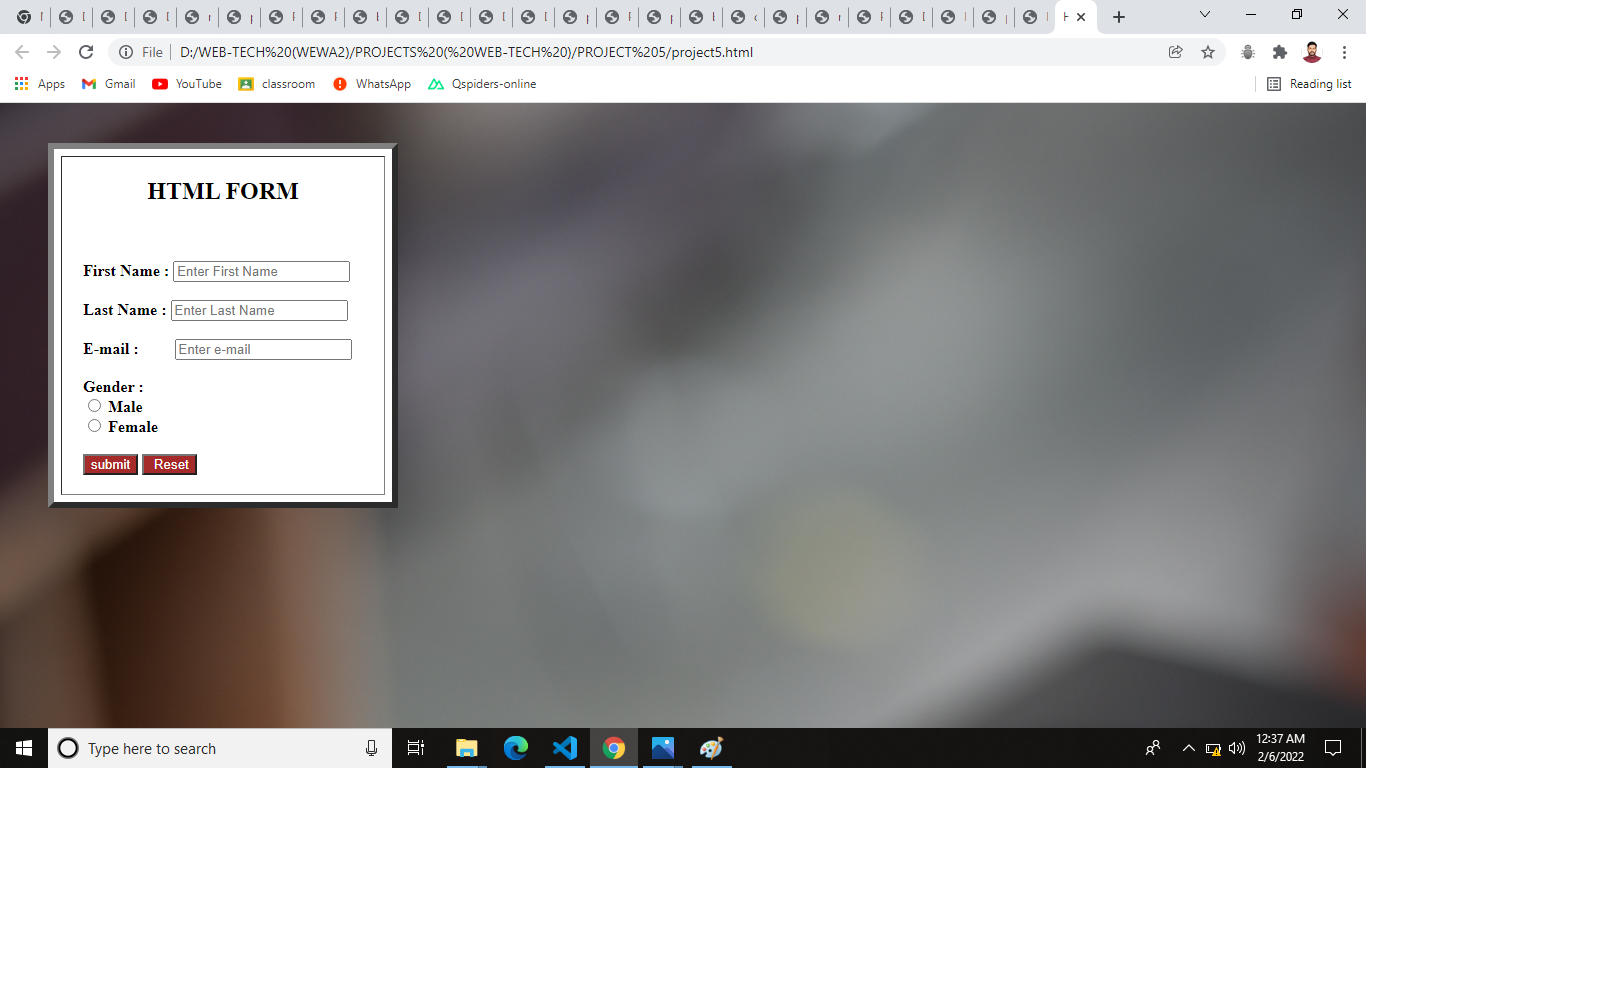 File
D:/WEB-TECH%20(WEWA2)/PROJECTS%20(%20WEB-TECH%20)/PROJECT%205/project5.html
Apps Gmail YouTube classroom WhatsApp Qspiders-online Reading list
HTML FORM
First Name : Enter First Name
Last Name : Enter Last Name
E-mail : Enter e-mail
Gender :
Male
Female
submit Reset
Type here to search
12:37 AM
2/6/2022